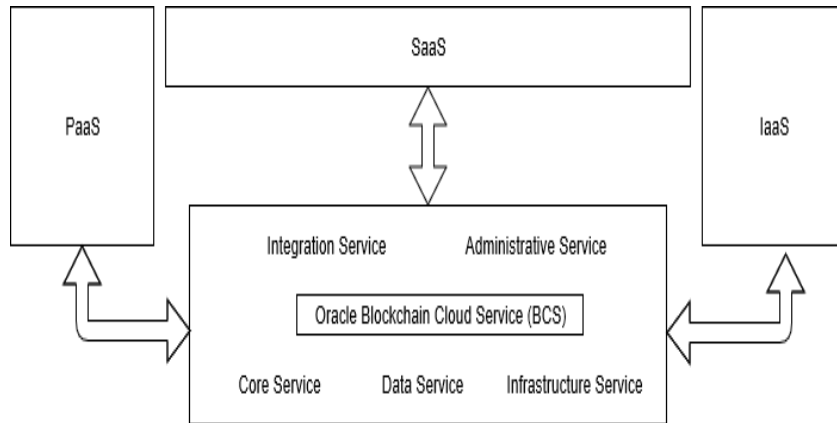 SaaS
PaaS
IaaS
Integration Service
Administrative Service
Oracle Blockchain Cloud Service (BCS)
Core Service
Data Service
Infrastructure Service